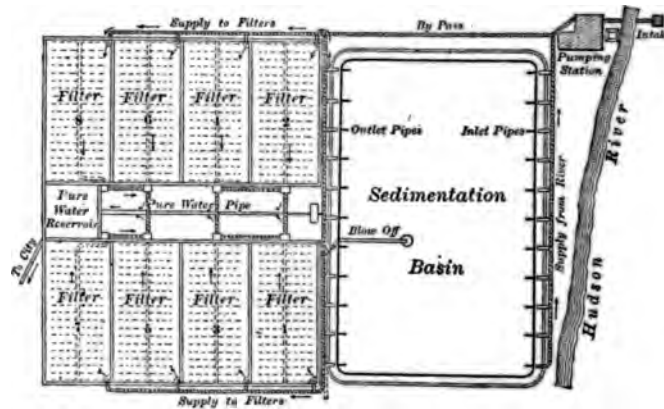 Supply to Filters
By Pass
Intake
Pumping
Station
Filter
8
Filter
6
Filter
4
Filter
2
Outlet Pipes
Inlet Pipes
River
Pure
Water
Reservoir
Pure Water Pipe
Sedimentation
Basin
Blow Off
Supply from River
To City
Hudson
Filter
7
Filter
5
Filter
3
Filter
1
Supply to Filters